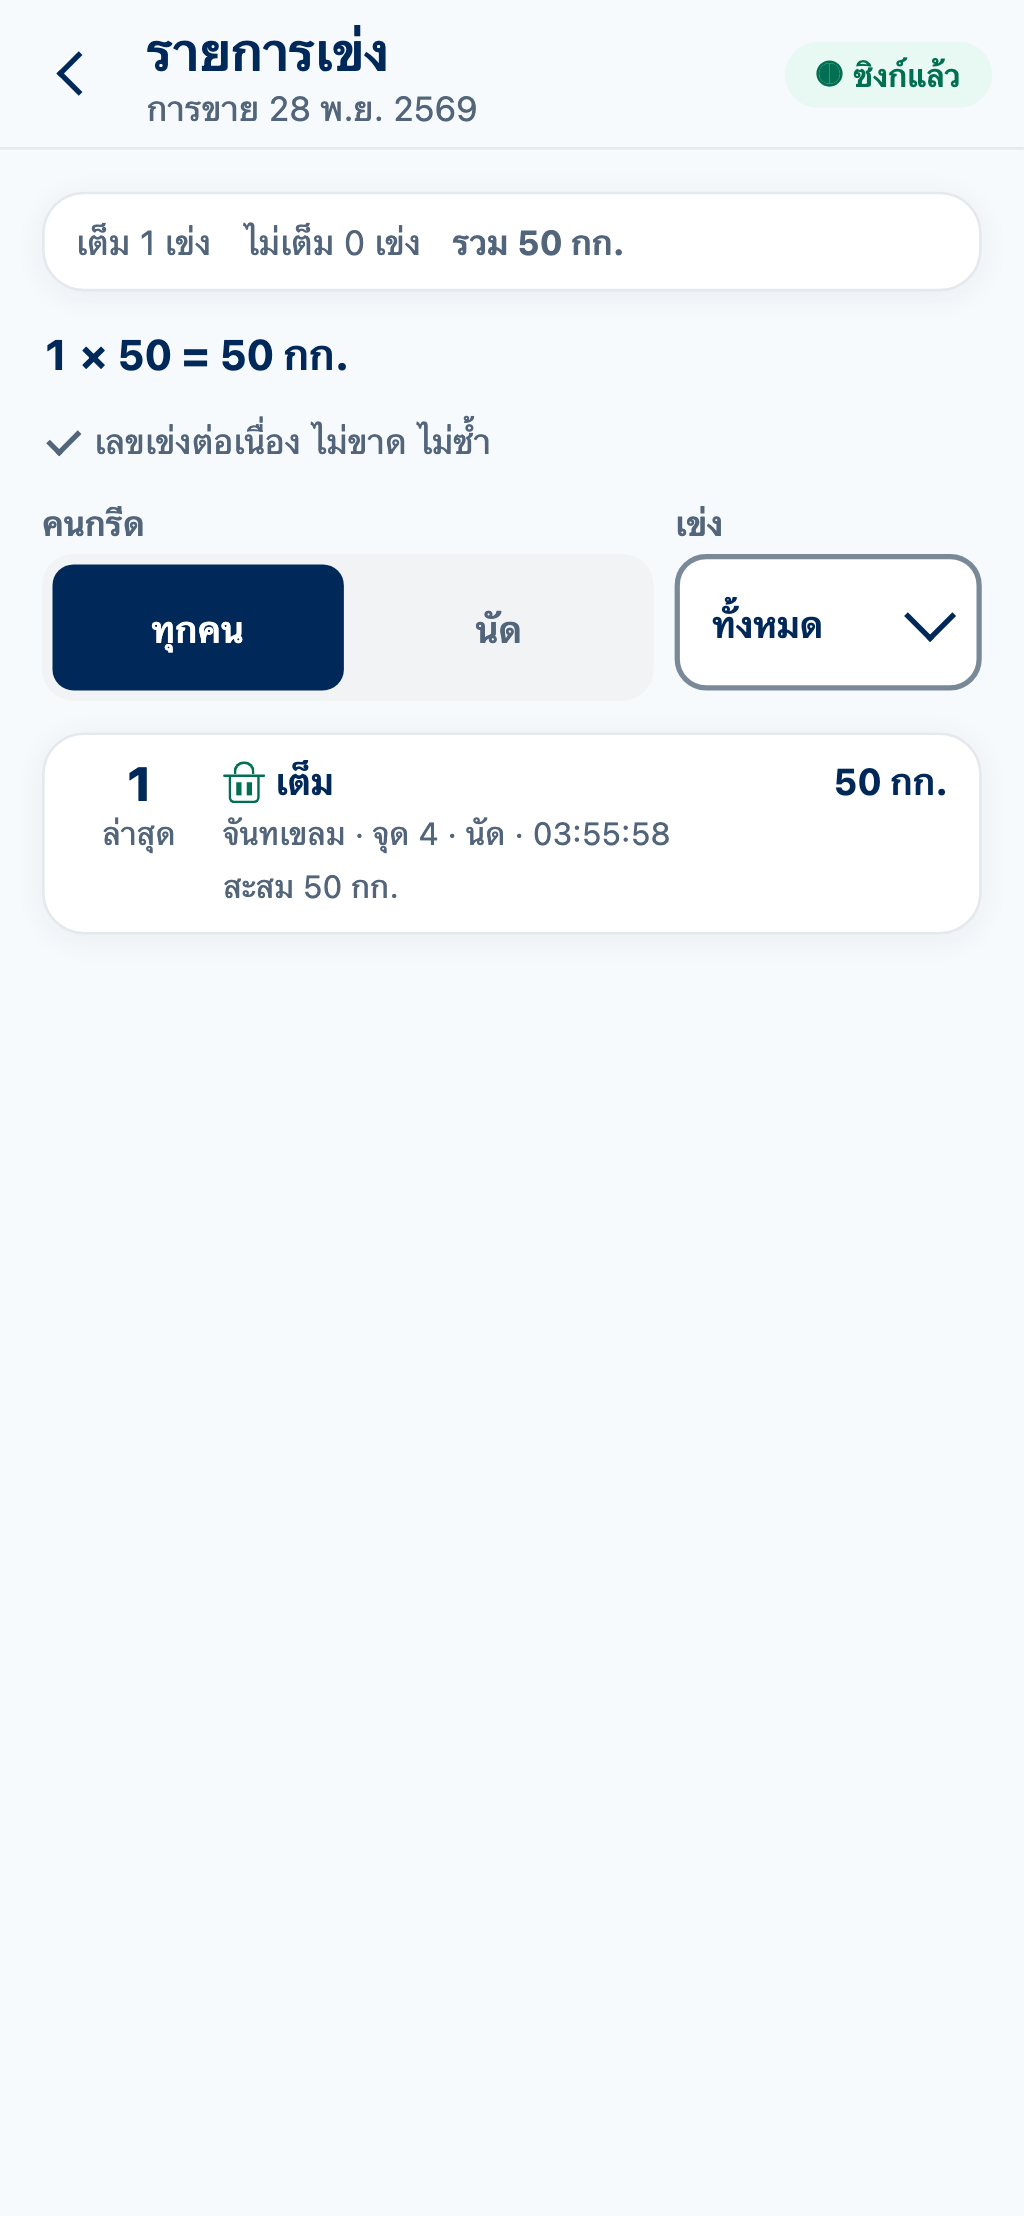 รายการเข่ง
การขาย 28 พ.ย. 2569
ซิงก์แล้ว
เต็ม 1 เข่ง ไม่เต็ม 0 เข่ง รวม 50 กก.
1 × 50 = 50 กก.
เลขเข่งต่อเนื่อง ไม่ขาด ไม่ซ้ำ
คนกรีด
เข่ง
ทุกคน
นัด
ทั้งหมด
1
เต็ม
50 กก.
ล่าสุด
จันทเขลม · จุด 4 · นัด · 03:55:58
สะสม 50 กก.